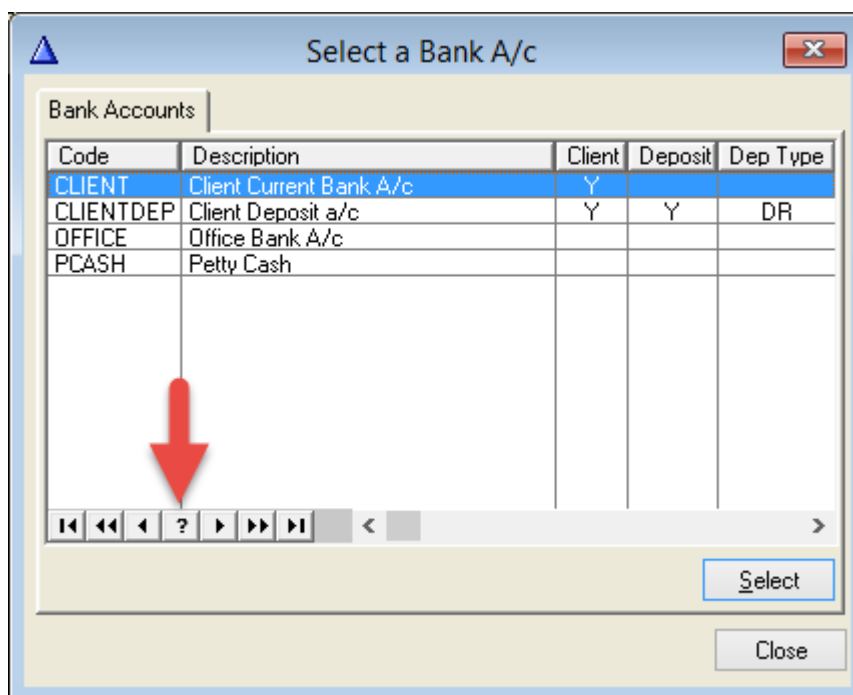 Select a Bank A/c
Bank Accounts
Code Description Client Deposit Dep Type
CLIENT Client Current Bank A/c Y
CLIENTDEP Client Deposit a/c Y Y DR
OFFICE Office Bank A/c
PCASH Petty Cash
?
Select
Close